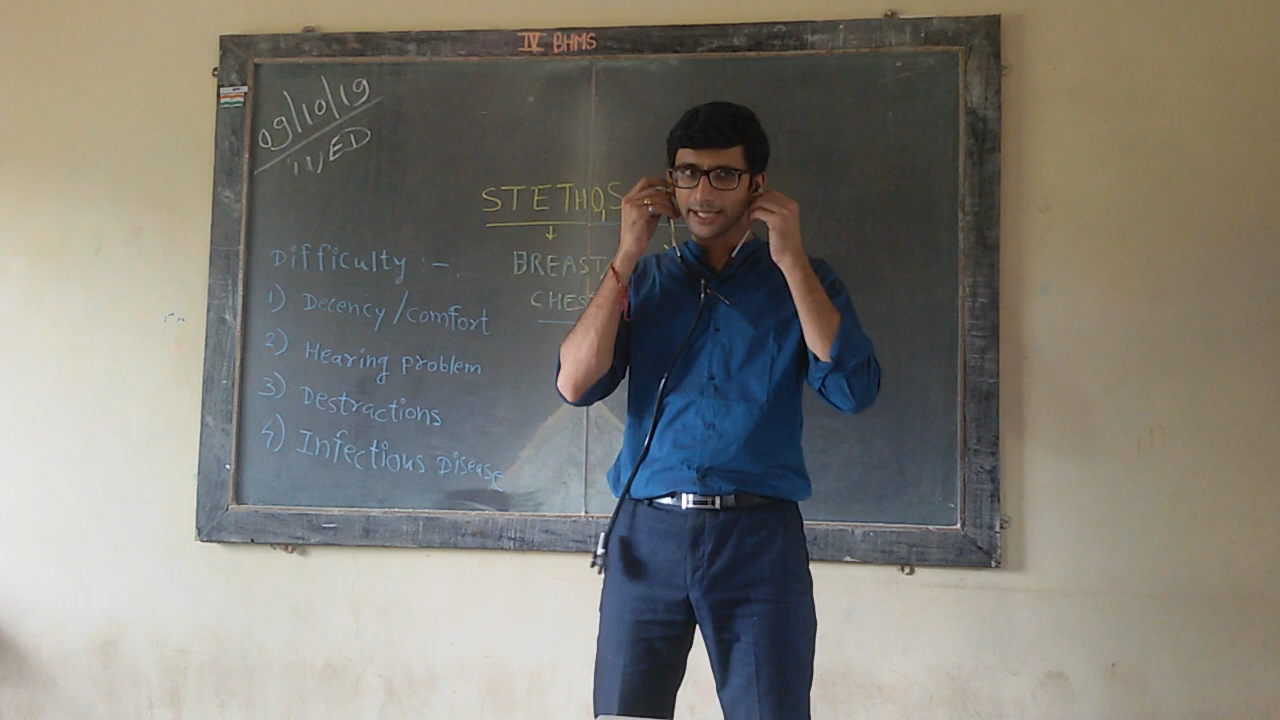 IV BHMS
09/10/19
WED
STETHOS
Difficulty :-
BREAST
1) Decency/comfort
CHEST
2) Hearing problem
3) Destractions
4) Infectious Disease